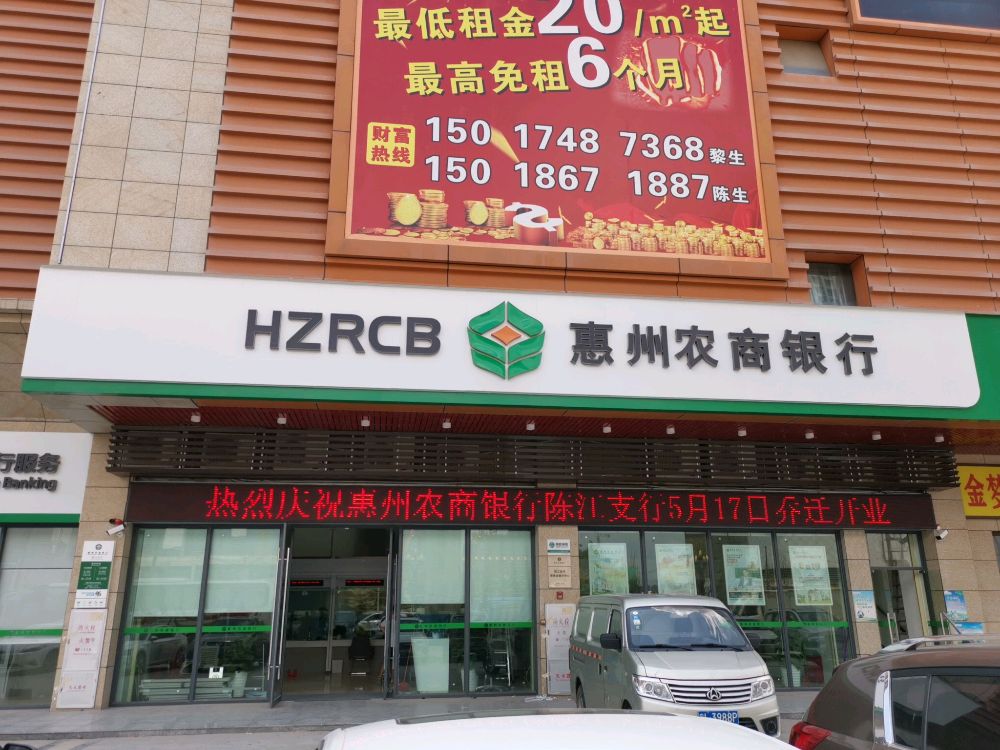 最低租金20/m²起
最高免租6个月
财富热线
150 1748 7368黎生
150 1867 1887陈生
HZRCB 惠州农商银行
行服务
Banking
热烈庆祝惠州农商银行陈江支行5月17日乔迁开业
金梦
3988P